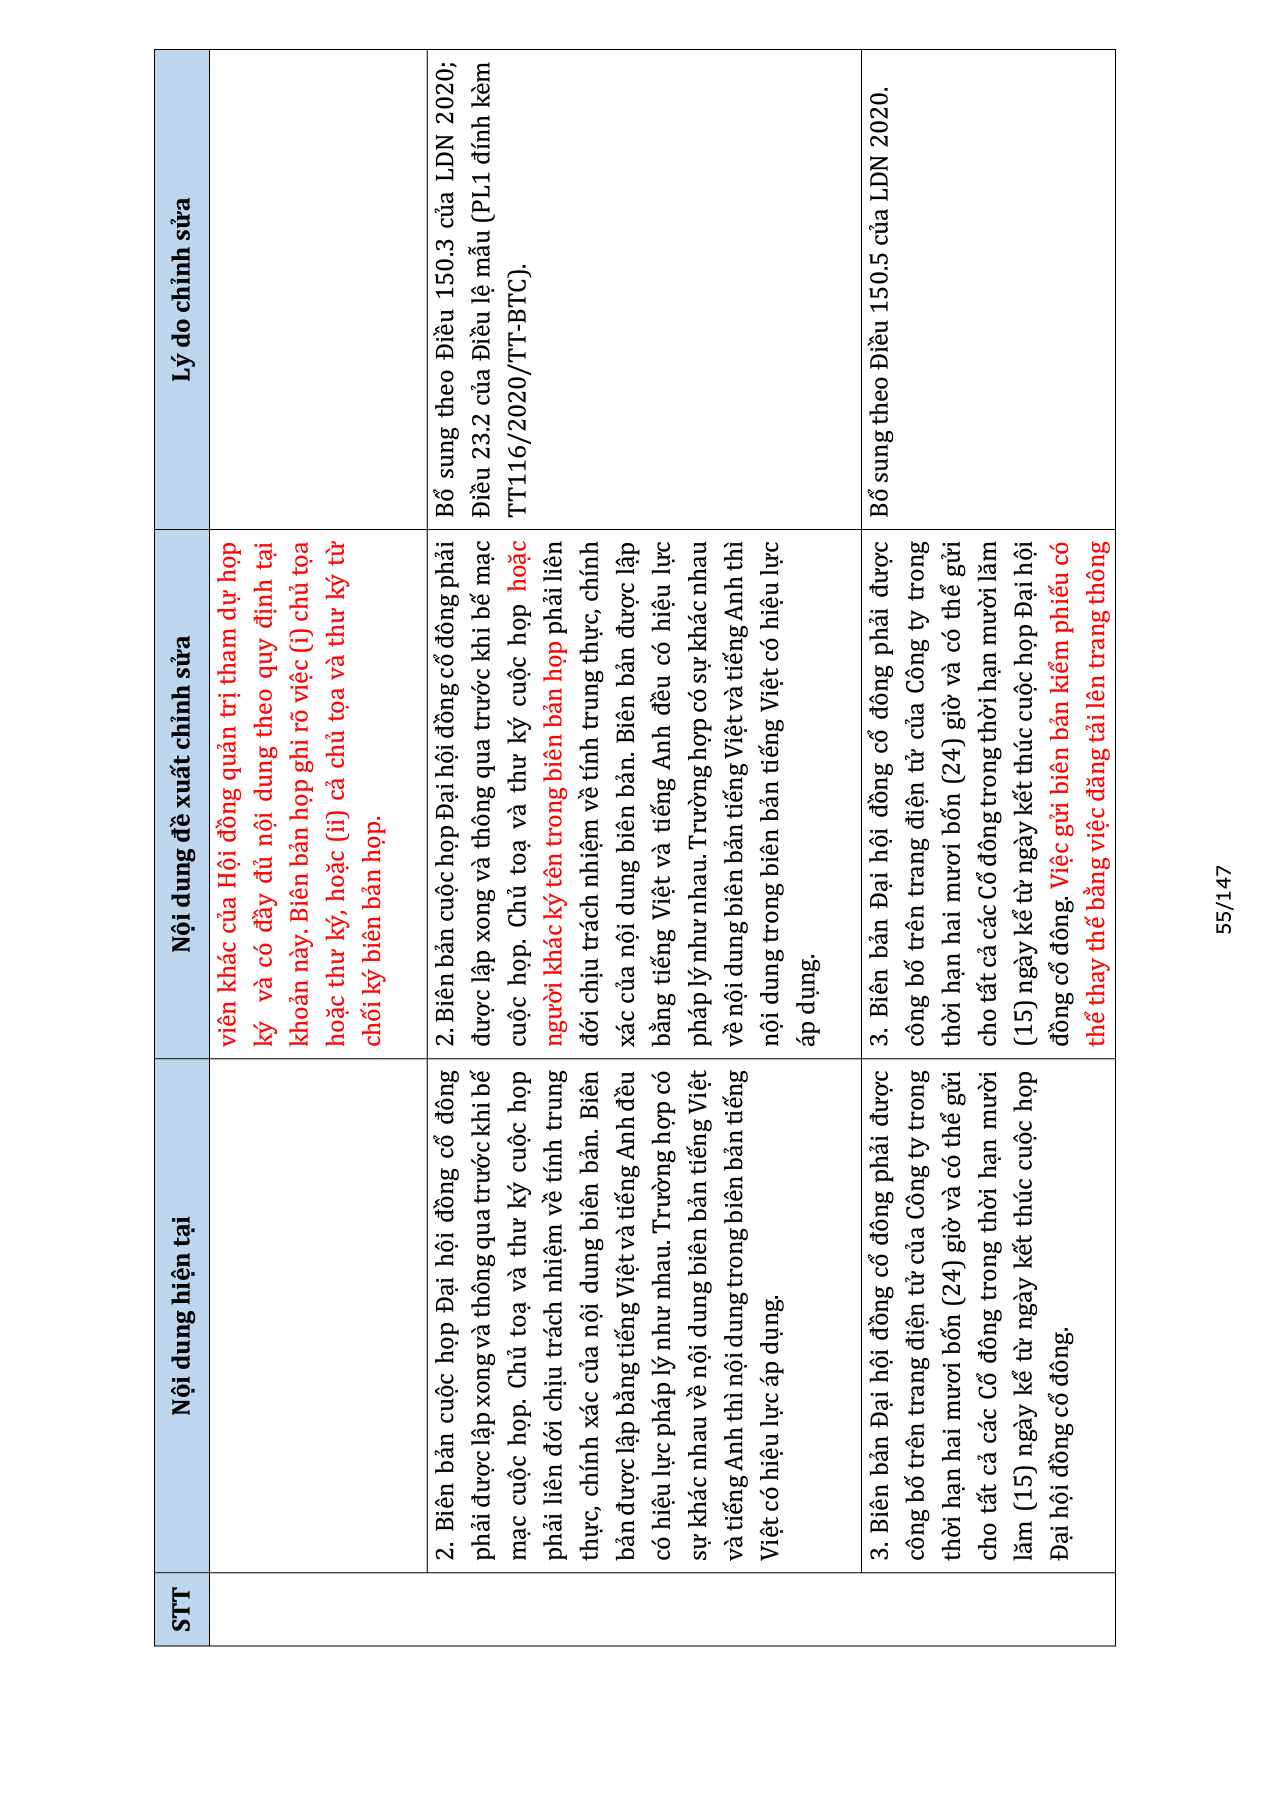 STT
Nội dung hiện tại
Nội dung đề xuất chỉnh sửa
Lý do chỉnh sửa
viên khác của Hội đồng quản trị tham dự họp
ký và có đầy đủ nội dung theo quy định tại
khoản này. Biên bản họp ghi rõ việc (i) chủ tọa
hoặc thư ký, hoặc (ii) cả chủ tọa và thư ký từ
chối ký biên bản họp.
2. Biên bản cuộc họp Đại hội đồng cổ đông
phải được lập xong và thông qua trước khi bế
mạc cuộc họp. Chủ toạ và thư ký cuộc họp
phải liên đới chịu trách nhiệm về tính trung
thực, chính xác của nội dung biên bản. Biên
bản được lập bằng tiếng Việt và tiếng Anh đều
có hiệu lực pháp lý như nhau. Trường hợp có
sự khác nhau về nội dung biên bản tiếng Việt
và tiếng Anh thì nội dung trong biên bản tiếng
Việt có hiệu lực áp dụng.
2. Biên bản cuộc họp Đại hội đồng cổ đông phải
được lập xong và thông qua trước khi bế mạc
cuộc họp. Chủ toạ và thư ký cuộc họp hoặc
người khác ký tên trong biên bản họp phải liên
đới chịu trách nhiệm về tính trung thực, chính
xác của nội dung biên bản. Biên bản được lập
bằng tiếng Việt và tiếng Anh đều có hiệu lực
pháp lý như nhau. Trường hợp có sự khác nhau
về nội dung biên bản tiếng Việt và tiếng Anh thì
nội dung trong biên bản tiếng Việt có hiệu lực
áp dụng.
Bổ sung theo Điều 150.3 của LDN 2020;
Điều 23.2 của Điều lệ mẫu (PL1 đính kèm
TT116/2020/TT-BTC).
3. Biên bản Đại hội đồng cổ đông phải được
công bố trên trang điện tử của Công ty trong
thời hạn hai mươi bốn (24) giờ và có thể gửi
cho tất cả các Cổ đông trong thời hạn mười
lăm (15) ngày kể từ ngày kết thúc cuộc họp
Đại hội đồng cổ đông.
3. Biên bản Đại hội đồng cổ đông phải được
công bố trên trang điện tử của Công ty trong
thời hạn hai mươi bốn (24) giờ và có thể gửi
cho tất cả các Cổ đông trong thời hạn mười lăm
(15) ngày kể từ ngày kết thúc cuộc họp Đại hội
đồng cổ đông. Việc gửi biên bản kiểm phiếu có
thể thay thế bằng việc đăng tải lên trang thông
Bổ sung theo Điều 150.5 của LDN 2020.
55/147